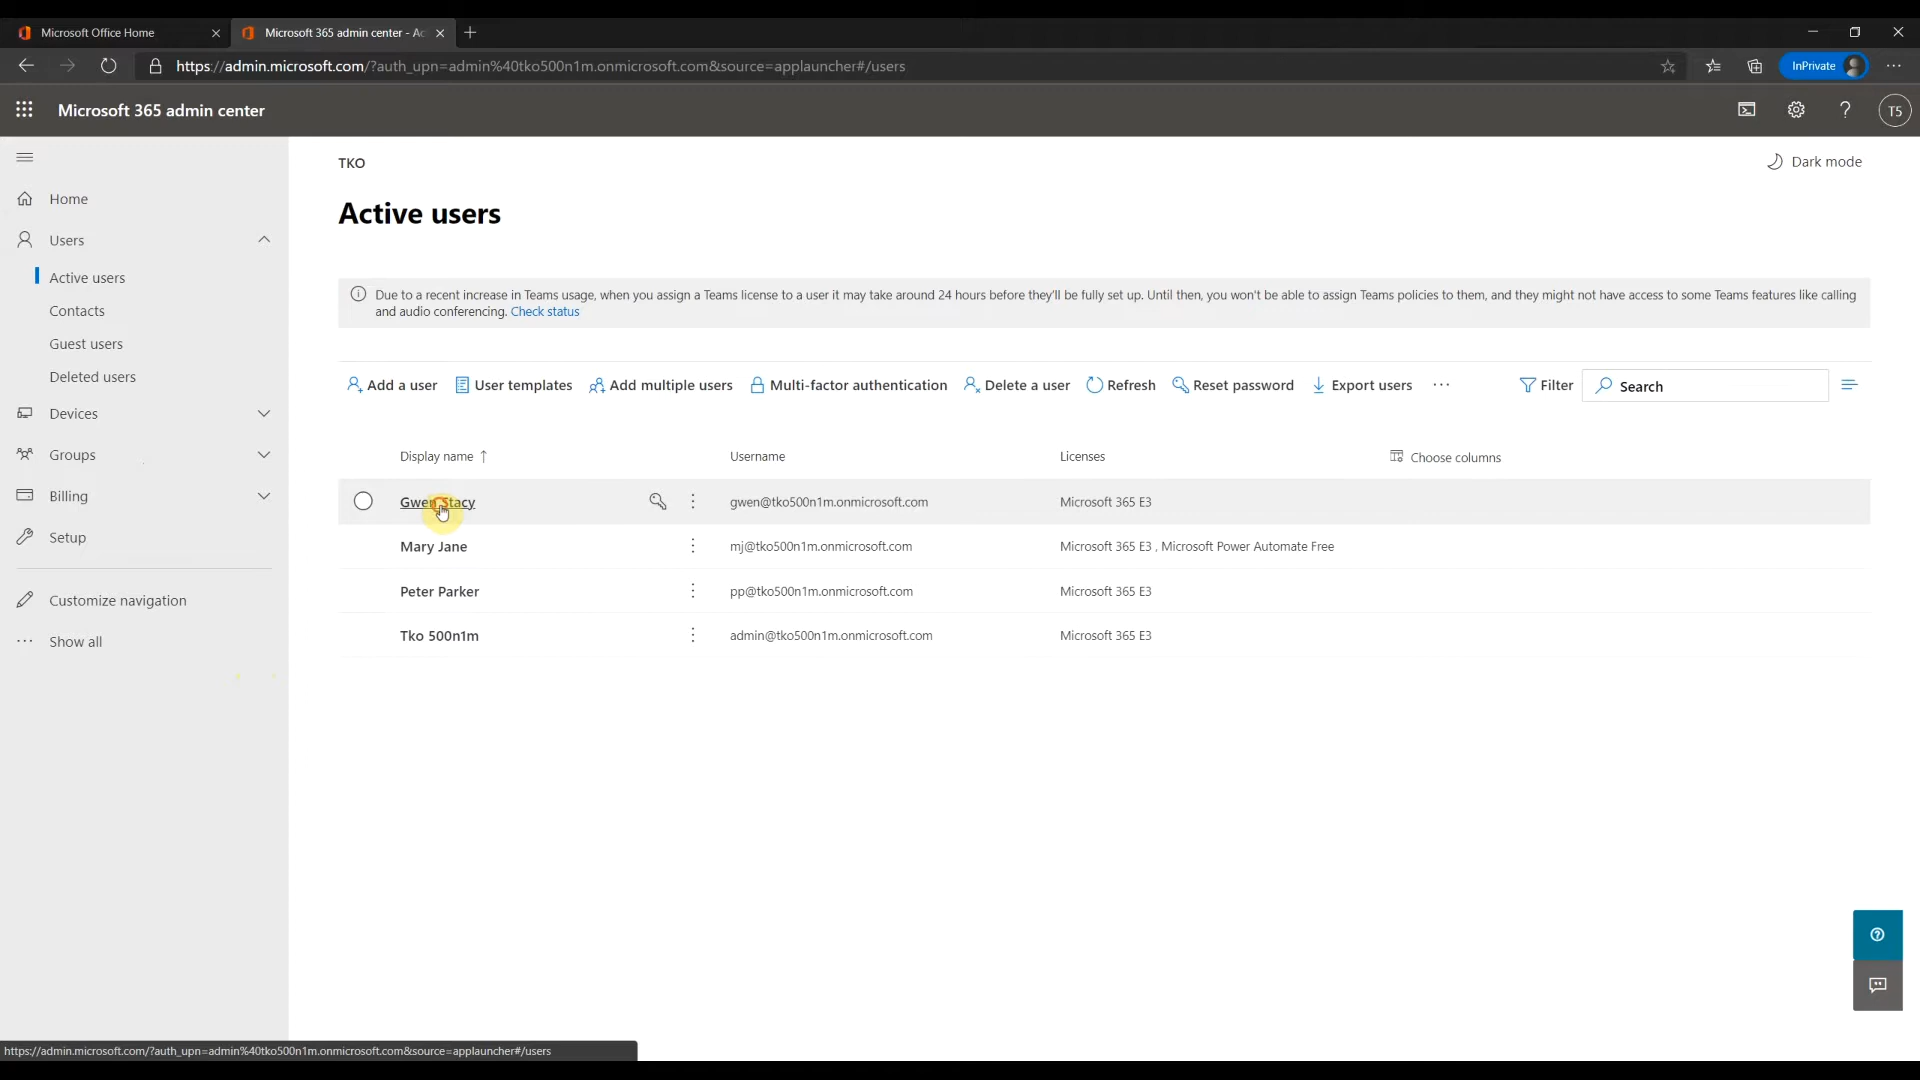 Microsoft Office Home
Microsoft 365 admin center - Ac
https://admin.microsoft.com/?auth_upn=admin%40tko500n1m.onmicrosoft.com&source=applauncher#/users
InPrivate
Microsoft 365 admin center
T5
TKO
Dark mode
Home
Active users
Users
Active users
Due to a recent increase in Teams usage, when you assign a Teams license to a user it may take around 24 hours before they'll be fully set up. Until then, you won't be able to assign Teams policies to them, and they might not have access to some Teams features like calling
and audio conferencing. Check status
Contacts
Guest users
Deleted users
Add a user
User templates
Add multiple users
Multi-factor authentication
Delete a user
Refresh
Reset password
Export users
Filter
Search
Devices
Groups
Billing
Setup
Customize navigation
Show all
Display name ↑
Username
Licenses
Choose columns
Gwen Stacy
gwen@tko500n1m.onmicrosoft.com
Microsoft 365 E3
Mary Jane
mj@tko500n1m.onmicrosoft.com
Microsoft 365 E3 , Microsoft Power Automate Free
Peter Parker
pp@tko500n1m.onmicrosoft.com
Microsoft 365 E3
Tko 500n1m
admin@tko500n1m.onmicrosoft.com
Microsoft 365 E3
https://admin.microsoft.com/?auth_upn=admin%40tko500n1m.onmicrosoft.com&source=applauncher#/users